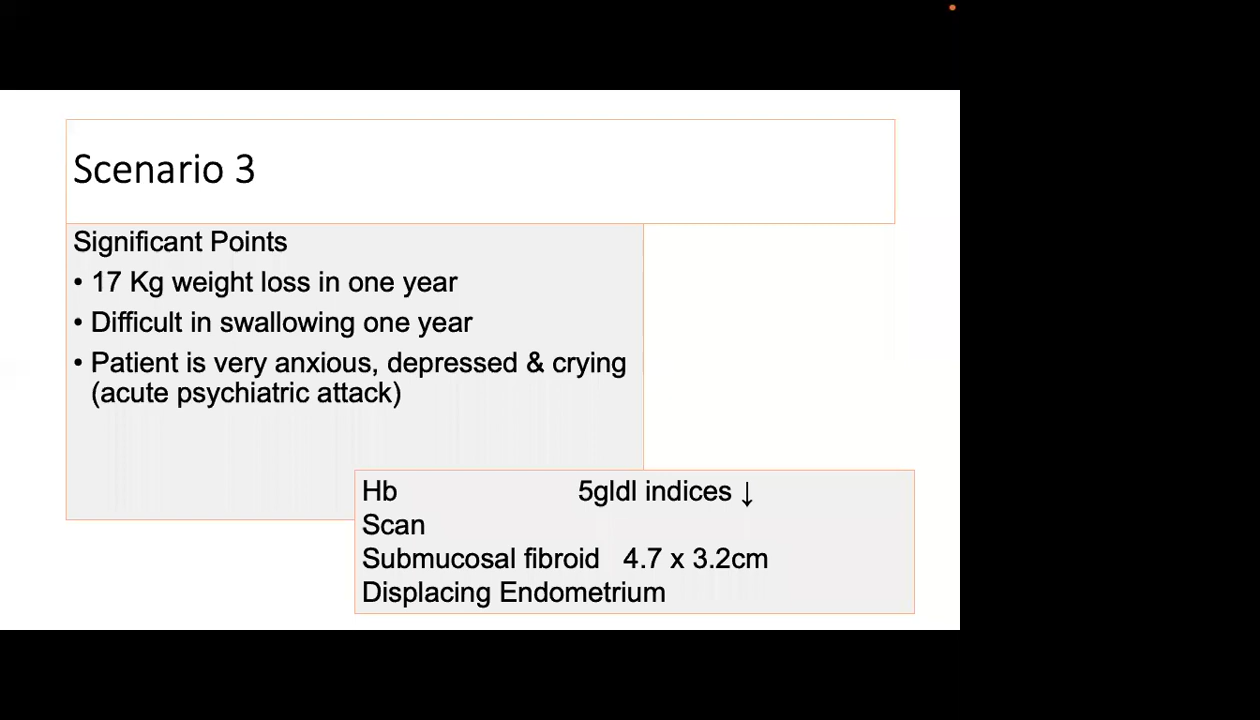 Scenario 3
Significant Points
• 17 Kg weight loss in one year
• Difficult in swallowing one year
• Patient is very anxious, depressed & crying
(acute psychiatric attack)
Hb 5gldl indices ↓
Scan
Submucosal fibroid 4.7 x 3.2cm
Displacing Endometrium